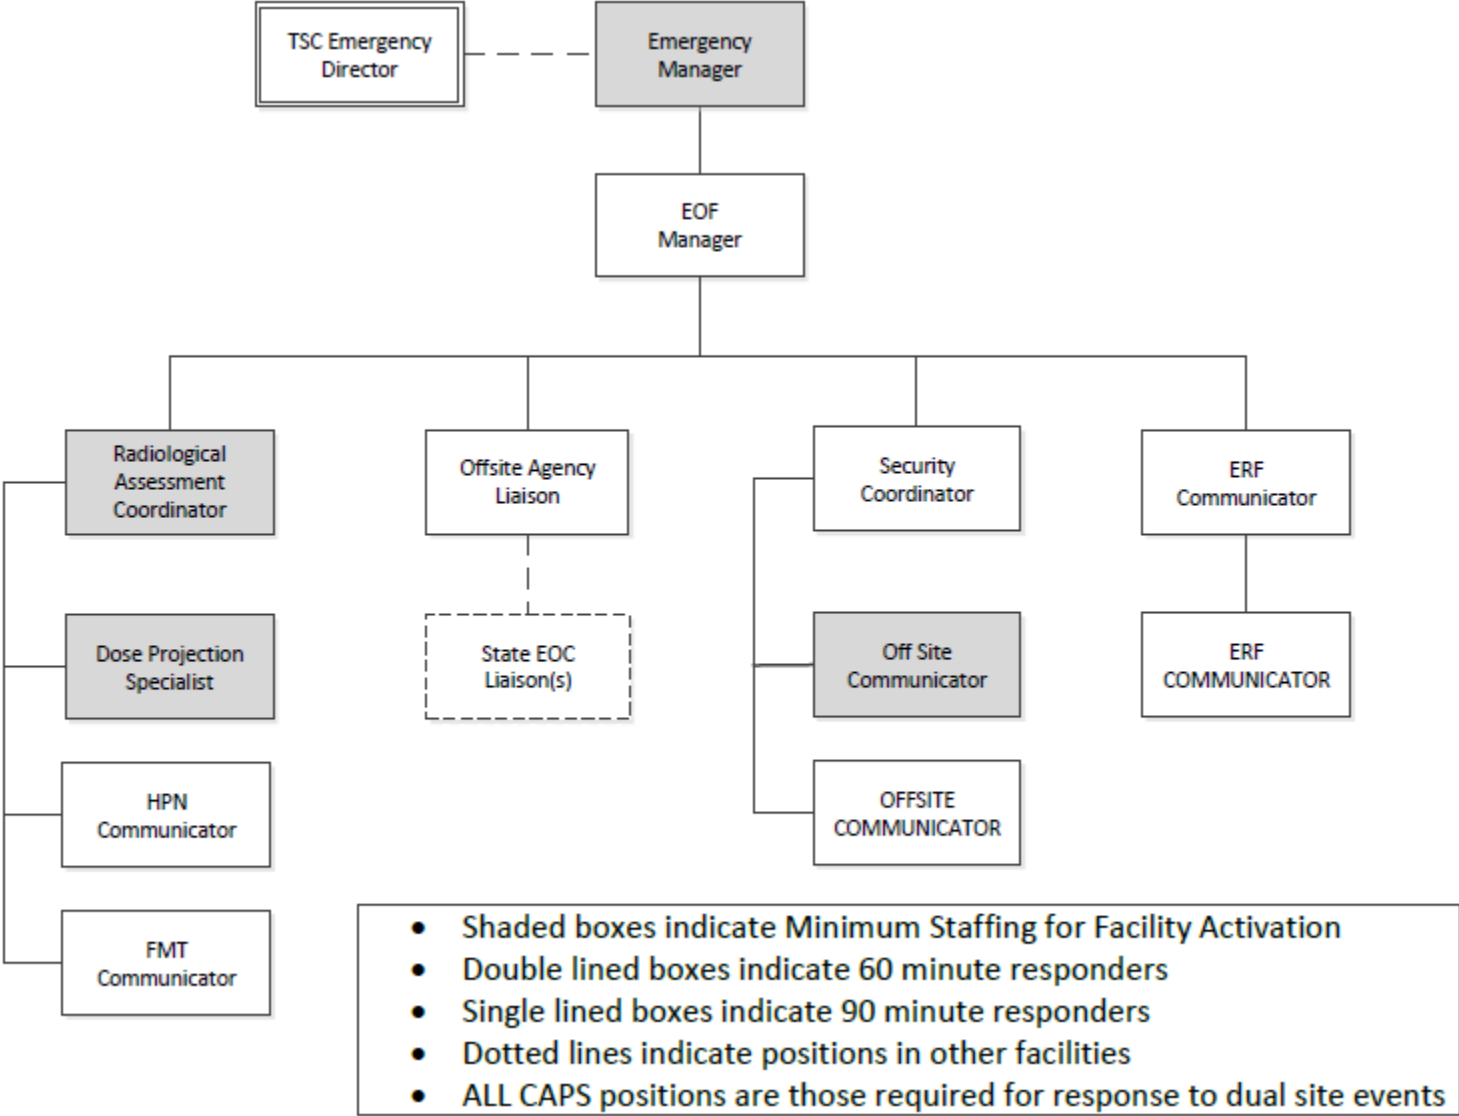 TSC Emergency
Director
Emergency
Manager
EOF
Manager
Radiological
Assessment
Coordinator
Offsite Agency
Liaison
Security
Coordinator
ERF
Communicator
Dose Projection
Specialist
State EOC
Liaison(s)
Off Site
Communicator
ERF
COMMUNICATOR
HPN
Communicator
OFFSITE
COMMUNICATOR
FMT
Communicator
• Shaded boxes indicate Minimum Staffing for Facility Activation
• Double lined boxes indicate 60 minute responders
• Single lined boxes indicate 90 minute responders
• Dotted lines indicate positions in other facilities
• ALL CAPS positions are those required for response to dual site events